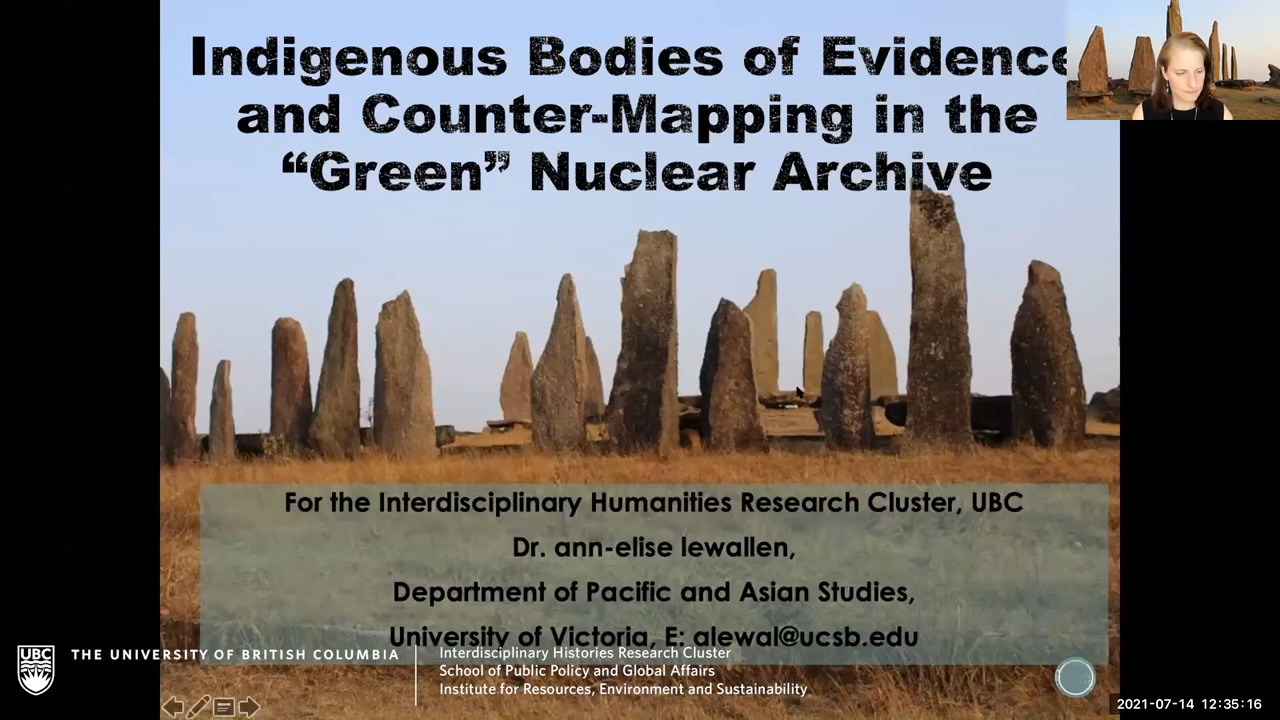 Indigenous Bodies of Evidence
and Counter-Mapping in the
“Green” Nuclear Archive
For the Interdisciplinary Humanities Research Cluster, UBC
Dr. ann-elise lewallen,
Department of Pacific and Asian Studies,
University of Victoria, E: alewal@ucsb.edu
UBC
THE UNIVERSITY OF BRITISH COLUMBIA
Interdisciplinary Histories Research Cluster
School of Public Policy and Global Affairs
Institute for Resources, Environment and Sustainability
2021-07-14 12:35:16